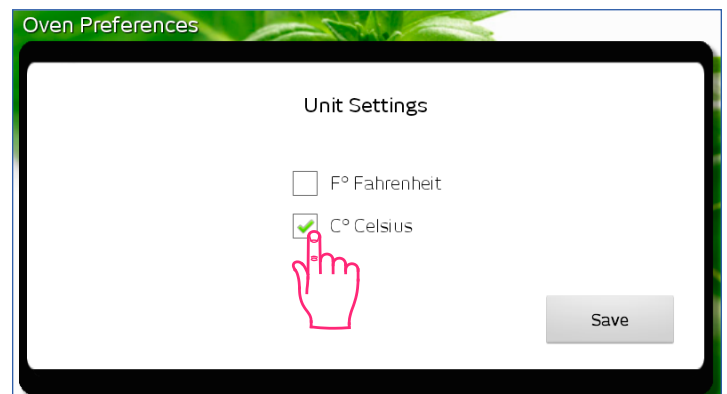 Oven Preferences
Unit Settings
F° Fahrenheit
C° Celsius
Save